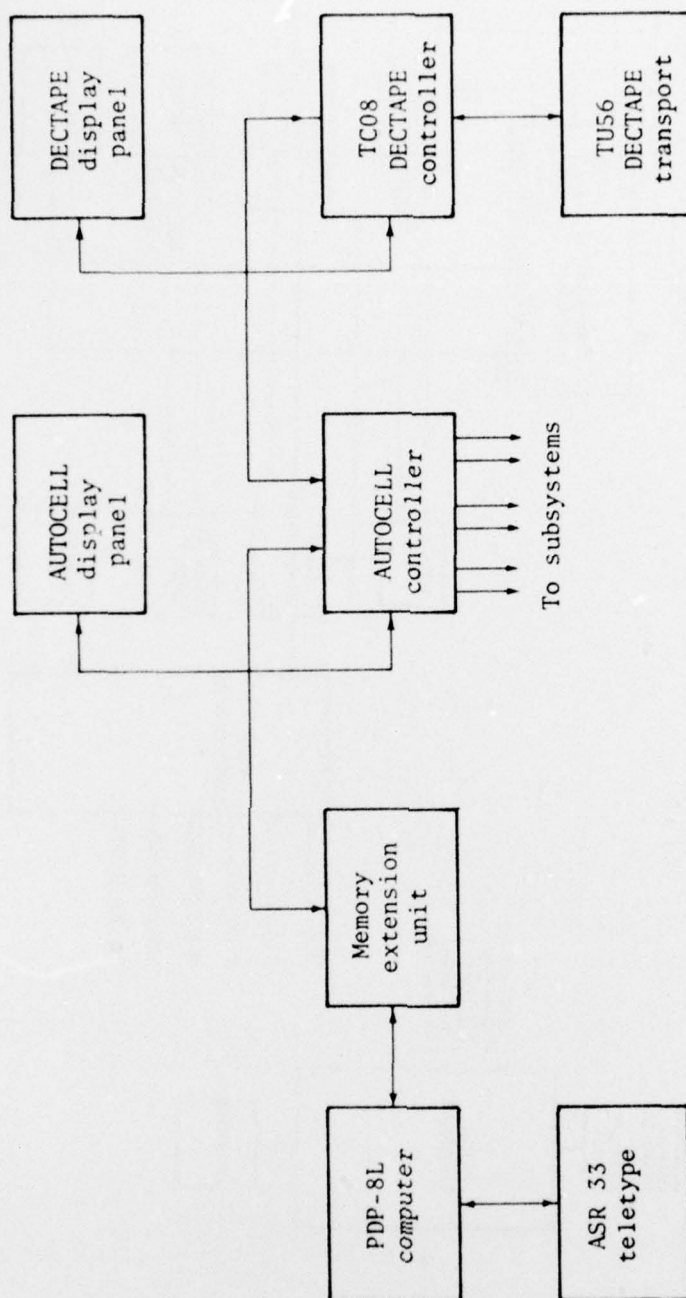 AUTOCELL
display
panel
DECTAPE
display
panel
PDP-8L
computer
Memory
extension
unit
AUTOCELL
controller
TC08
DECTAPE
controller
To subsystems
ASR 33
teletype
TU56
DECTAPE
transport